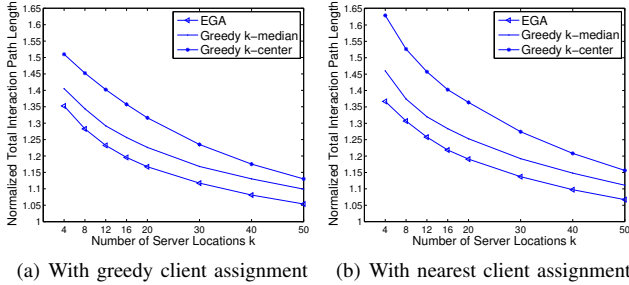 Normalized Total Interaction Path Length
1.65
1.6
1.55
1.5
1.45
1.4
1.35
1.3
1.25
1.2
1.15
1.1
1.05
1
EGA
Greedy k-median
Greedy k-center
4 8 12 16 20 30 40 50
Number of Server Locations k
(a) With greedy client assignment
Normalized Total Interaction Path Length
1.65
1.6
1.55
1.5
1.45
1.4
1.35
1.3
1.25
1.2
1.15
1.1
1.05
1
EGA
Greedy k-median
Greedy k-center
4 8 12 16 20 30 40 50
Number of Server Locations k
(b) With nearest client assignment